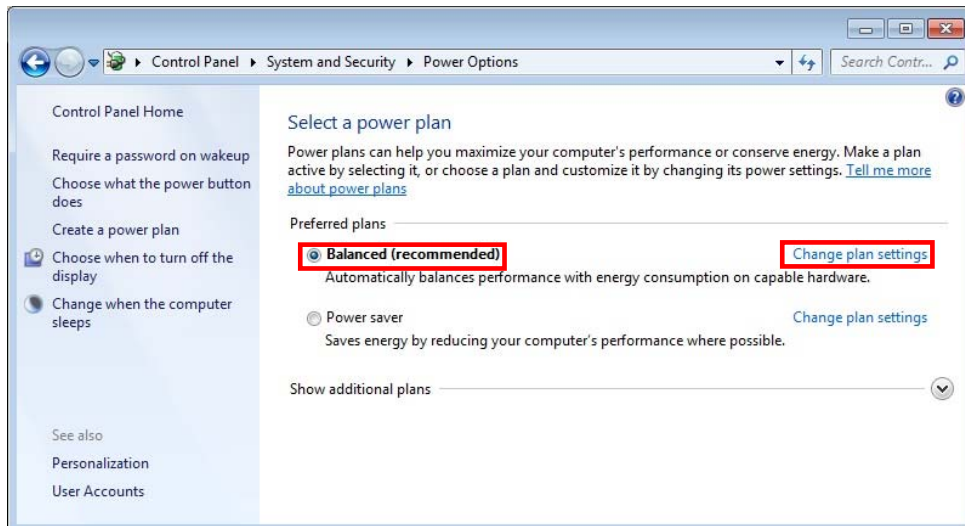 Control Panel ▸ System and Security ▸ Power Options
Search Contr...
Control Panel Home
Require a password on wakeup
Choose what the power button
does
Create a power plan
Choose when to turn off the
display
Change when the computer
sleeps
See also
Personalization
User Accounts
Select a power plan
Power plans can help you maximize your computer's performance or conserve energy. Make a plan
active by selecting it, or choose a plan and customize it by changing its power settings. Tell me more
about power plans
Preferred plans
Balanced (recommended) Change plan settings
Automatically balances performance with energy consumption on capable hardware.
Power saver Change plan settings
Saves energy by reducing your computer's performance where possible.
Show additional plans